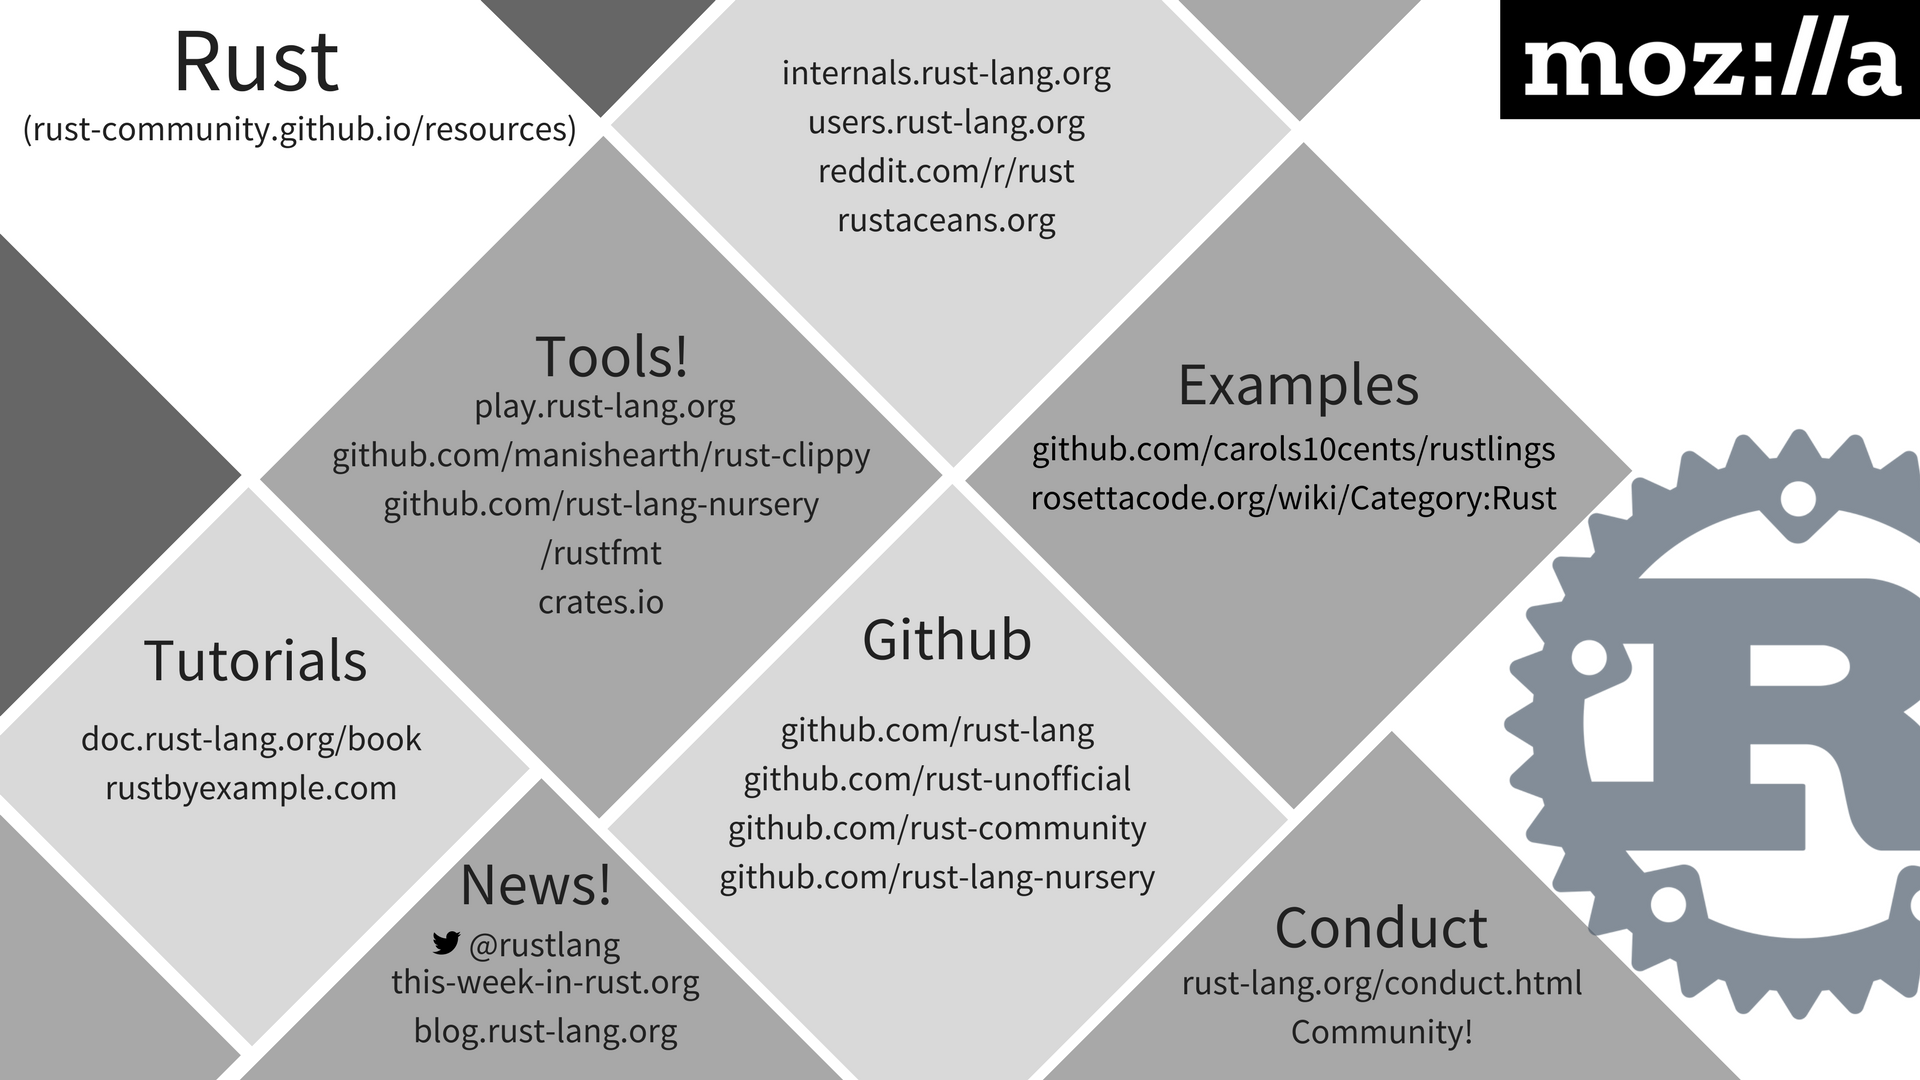 Rust
(rust-community.github.io/resources)
internals.rust-lang.org
users.rust-lang.org
reddit.com/r/rust
rustaceans.org
moz://a
Tools!
play.rust-lang.org
github.com/manishearth/rust-clippy
github.com/rust-lang-nursery
/rustfmt
crates.io
Examples
github.com/carols10cents/rustlings
rosettacode.org/wiki/Category:Rust
Tutorials
doc.rust-lang.org/book
rustbyexample.com
Github
github.com/rust-lang
github.com/rust-unofficial
github.com/rust-community
github.com/rust-lang-nursery
News!
@rustlang
this-week-in-rust.org
blog.rust-lang.org
Conduct
rust-lang.org/conduct.html
Community!
R